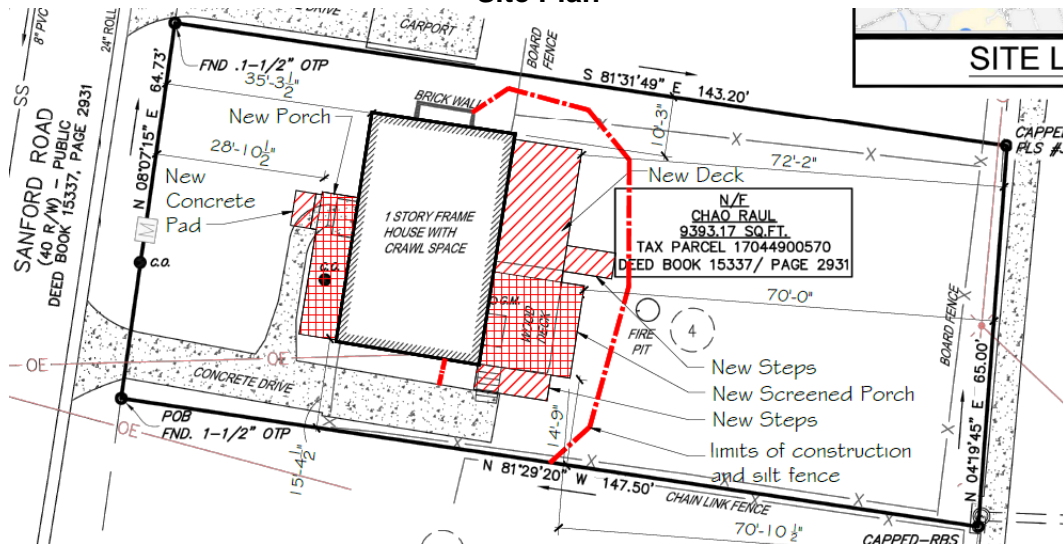 Site Plan
SITE L
8" PVC
SS
24" ROLL
DRIVE
CARPORT
BOARD
FENCE
FND .1-1/2" OTP
S 81°31'49" E 143.20'
35'-3½"
BRICK WALL
10'-3"
CAPPED
PLS #
New Porch
72'-2"
28'-10½"
New
Concrete
Pad
New Deck
N 08°07'15" E 64.73'
SANFORD ROAD
(40 R/W) - PUBLIC
DEED BOOK 15337, PAGE 2931
1 STORY FRAME
HOUSE WITH
CRAWL SPACE
N/F
CHAO RAUL
9393.17 SQ.FT.
TAX PARCEL 17044900570
DEED BOOK 15337/ PAGE 2931
M
C.O.
C.O.
70'-0"
G.M.
WOOD
DECK
FIRE
PIT
4
BOARD FENCE
OE
OE
CONCRETE DRIVE
New Steps
New Screened Porch
New Steps
limits of construction
and silt fence
POB
FND. 1-1/2" OTP
OE
15'-4½"
14'-9"
N 04°19'45" E 65.00'
N 81°29'20" W 147.50'
CHAIN LINK FENCE
70'-10½"
CAPPED-RBS